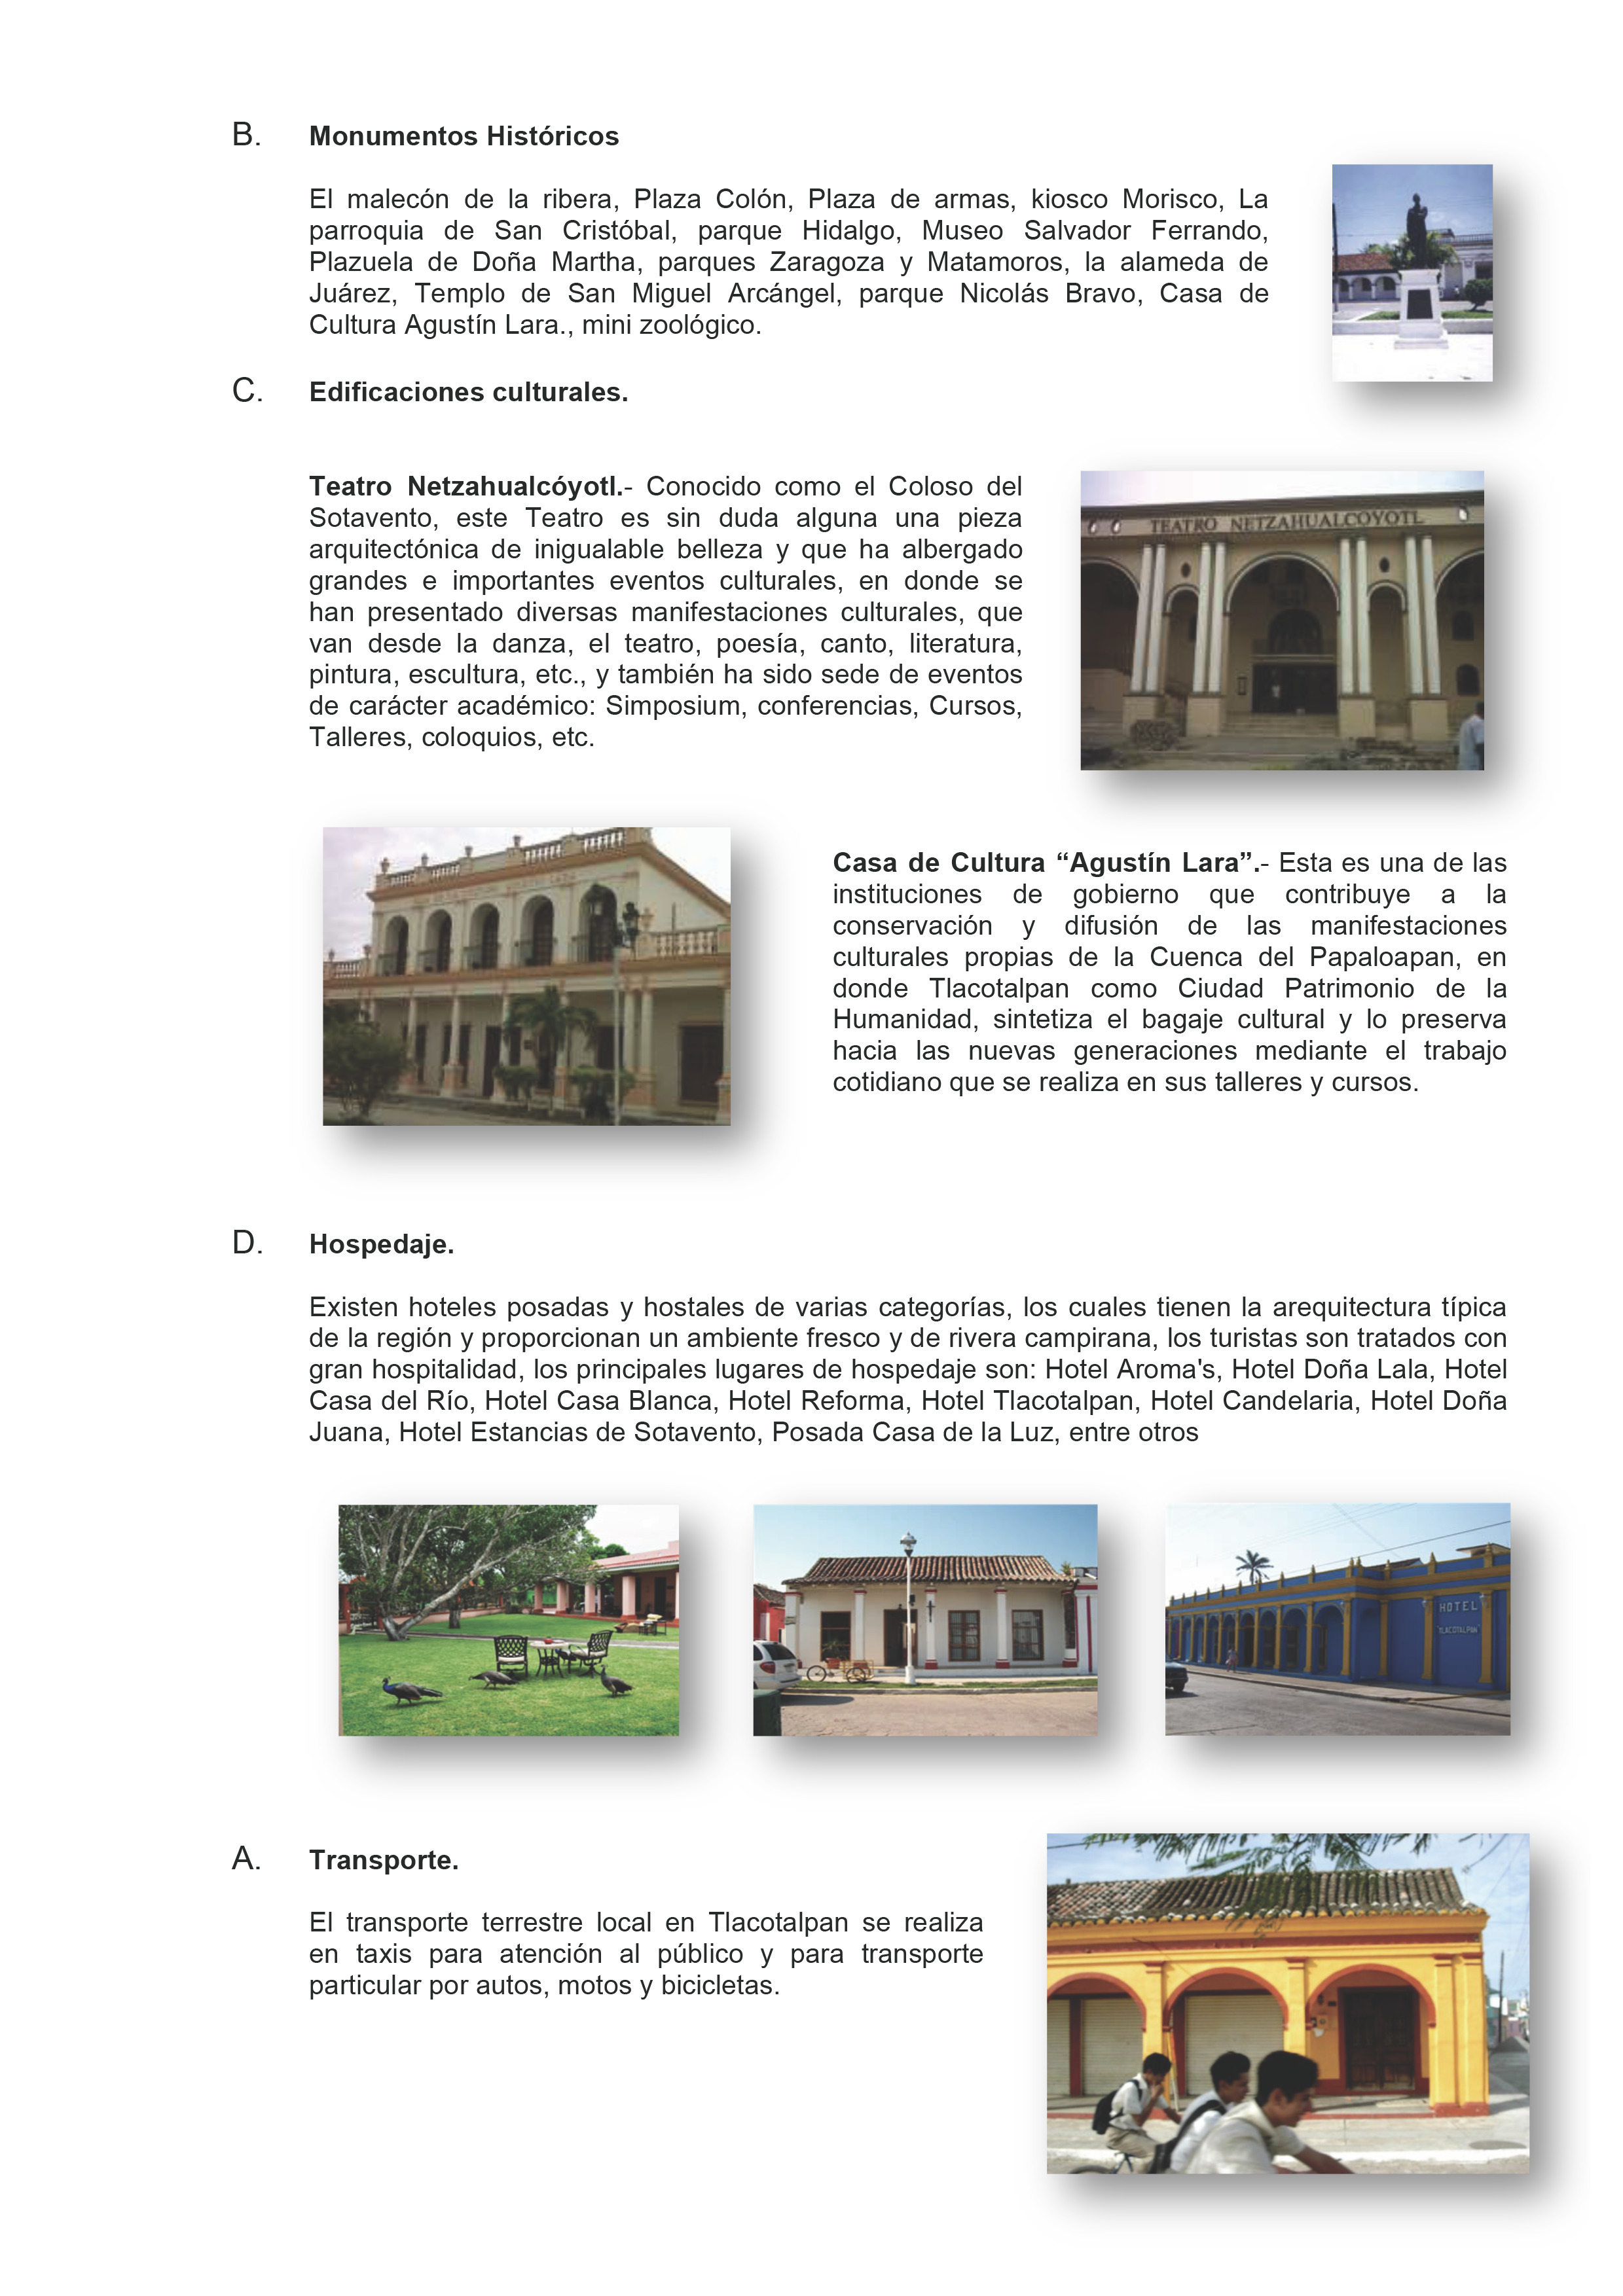 B. Monumentos Históricos
El malecón de la ribera, Plaza Colón, Plaza de armas, kiosco Morisco, La
parroquia de San Cristóbal, parque Hidalgo, Museo Salvador Ferrando,
Plazuela de Doña Martha, parques Zaragoza y Matamoros, la alameda de
Juárez, Templo de San Miguel Arcángel, parque Nicolás Bravo, Casa de
Cultura Agustín Lara., mini zoológico.
C. Edificaciones culturales.
Teatro Netzahualcóyotl.- Conocido como el Coloso del
Sotavento, este Teatro es sin duda alguna una pieza
arquitectónica de inigualable belleza y que ha albergado
grandes e importantes eventos culturales, en donde se
han presentado diversas manifestaciones culturales, que
van desde la danza, el teatro, poesía, canto, literatura,
pintura, escultura, etc., y también ha sido sede de eventos
de carácter académico: Simposium, conferencias, Cursos,
Talleres, coloquios, etc.
TEATRO NETZAHUALCOYOTL
Casa de Cultura “Agustín Lara”.- Esta es una de las
instituciones de gobierno que contribuye a la
conservación y difusión de las manifestaciones
culturales propias de la Cuenca del Papaloapan, en
donde Tlacotalpan como Ciudad Patrimonio de la
Humanidad, sintetiza el bagaje cultural y lo preserva
hacia las nuevas generaciones mediante el trabajo
cotidiano que se realiza en sus talleres y cursos.
D. Hospedaje.
Existen hoteles posadas y hostales de varias categorías, los cuales tienen la arequitectura típica
de la región y proporcionan un ambiente fresco y de rivera campirana, los turistas son tratados con
gran hospitalidad, los principales lugares de hospedaje son: Hotel Aroma's, Hotel Doña Lala, Hotel
Casa del Río, Hotel Casa Blanca, Hotel Reforma, Hotel Tlacotalpan, Hotel Candelaria, Hotel Doña
Juana, Hotel Estancias de Sotavento, Posada Casa de la Luz, entre otros
HOTEL
"TLACOTALPAN"
A. Transporte.
El transporte terrestre local en Tlacotalpan se realiza
en taxis para atención al público y para transporte
particular por autos, motos y bicicletas.